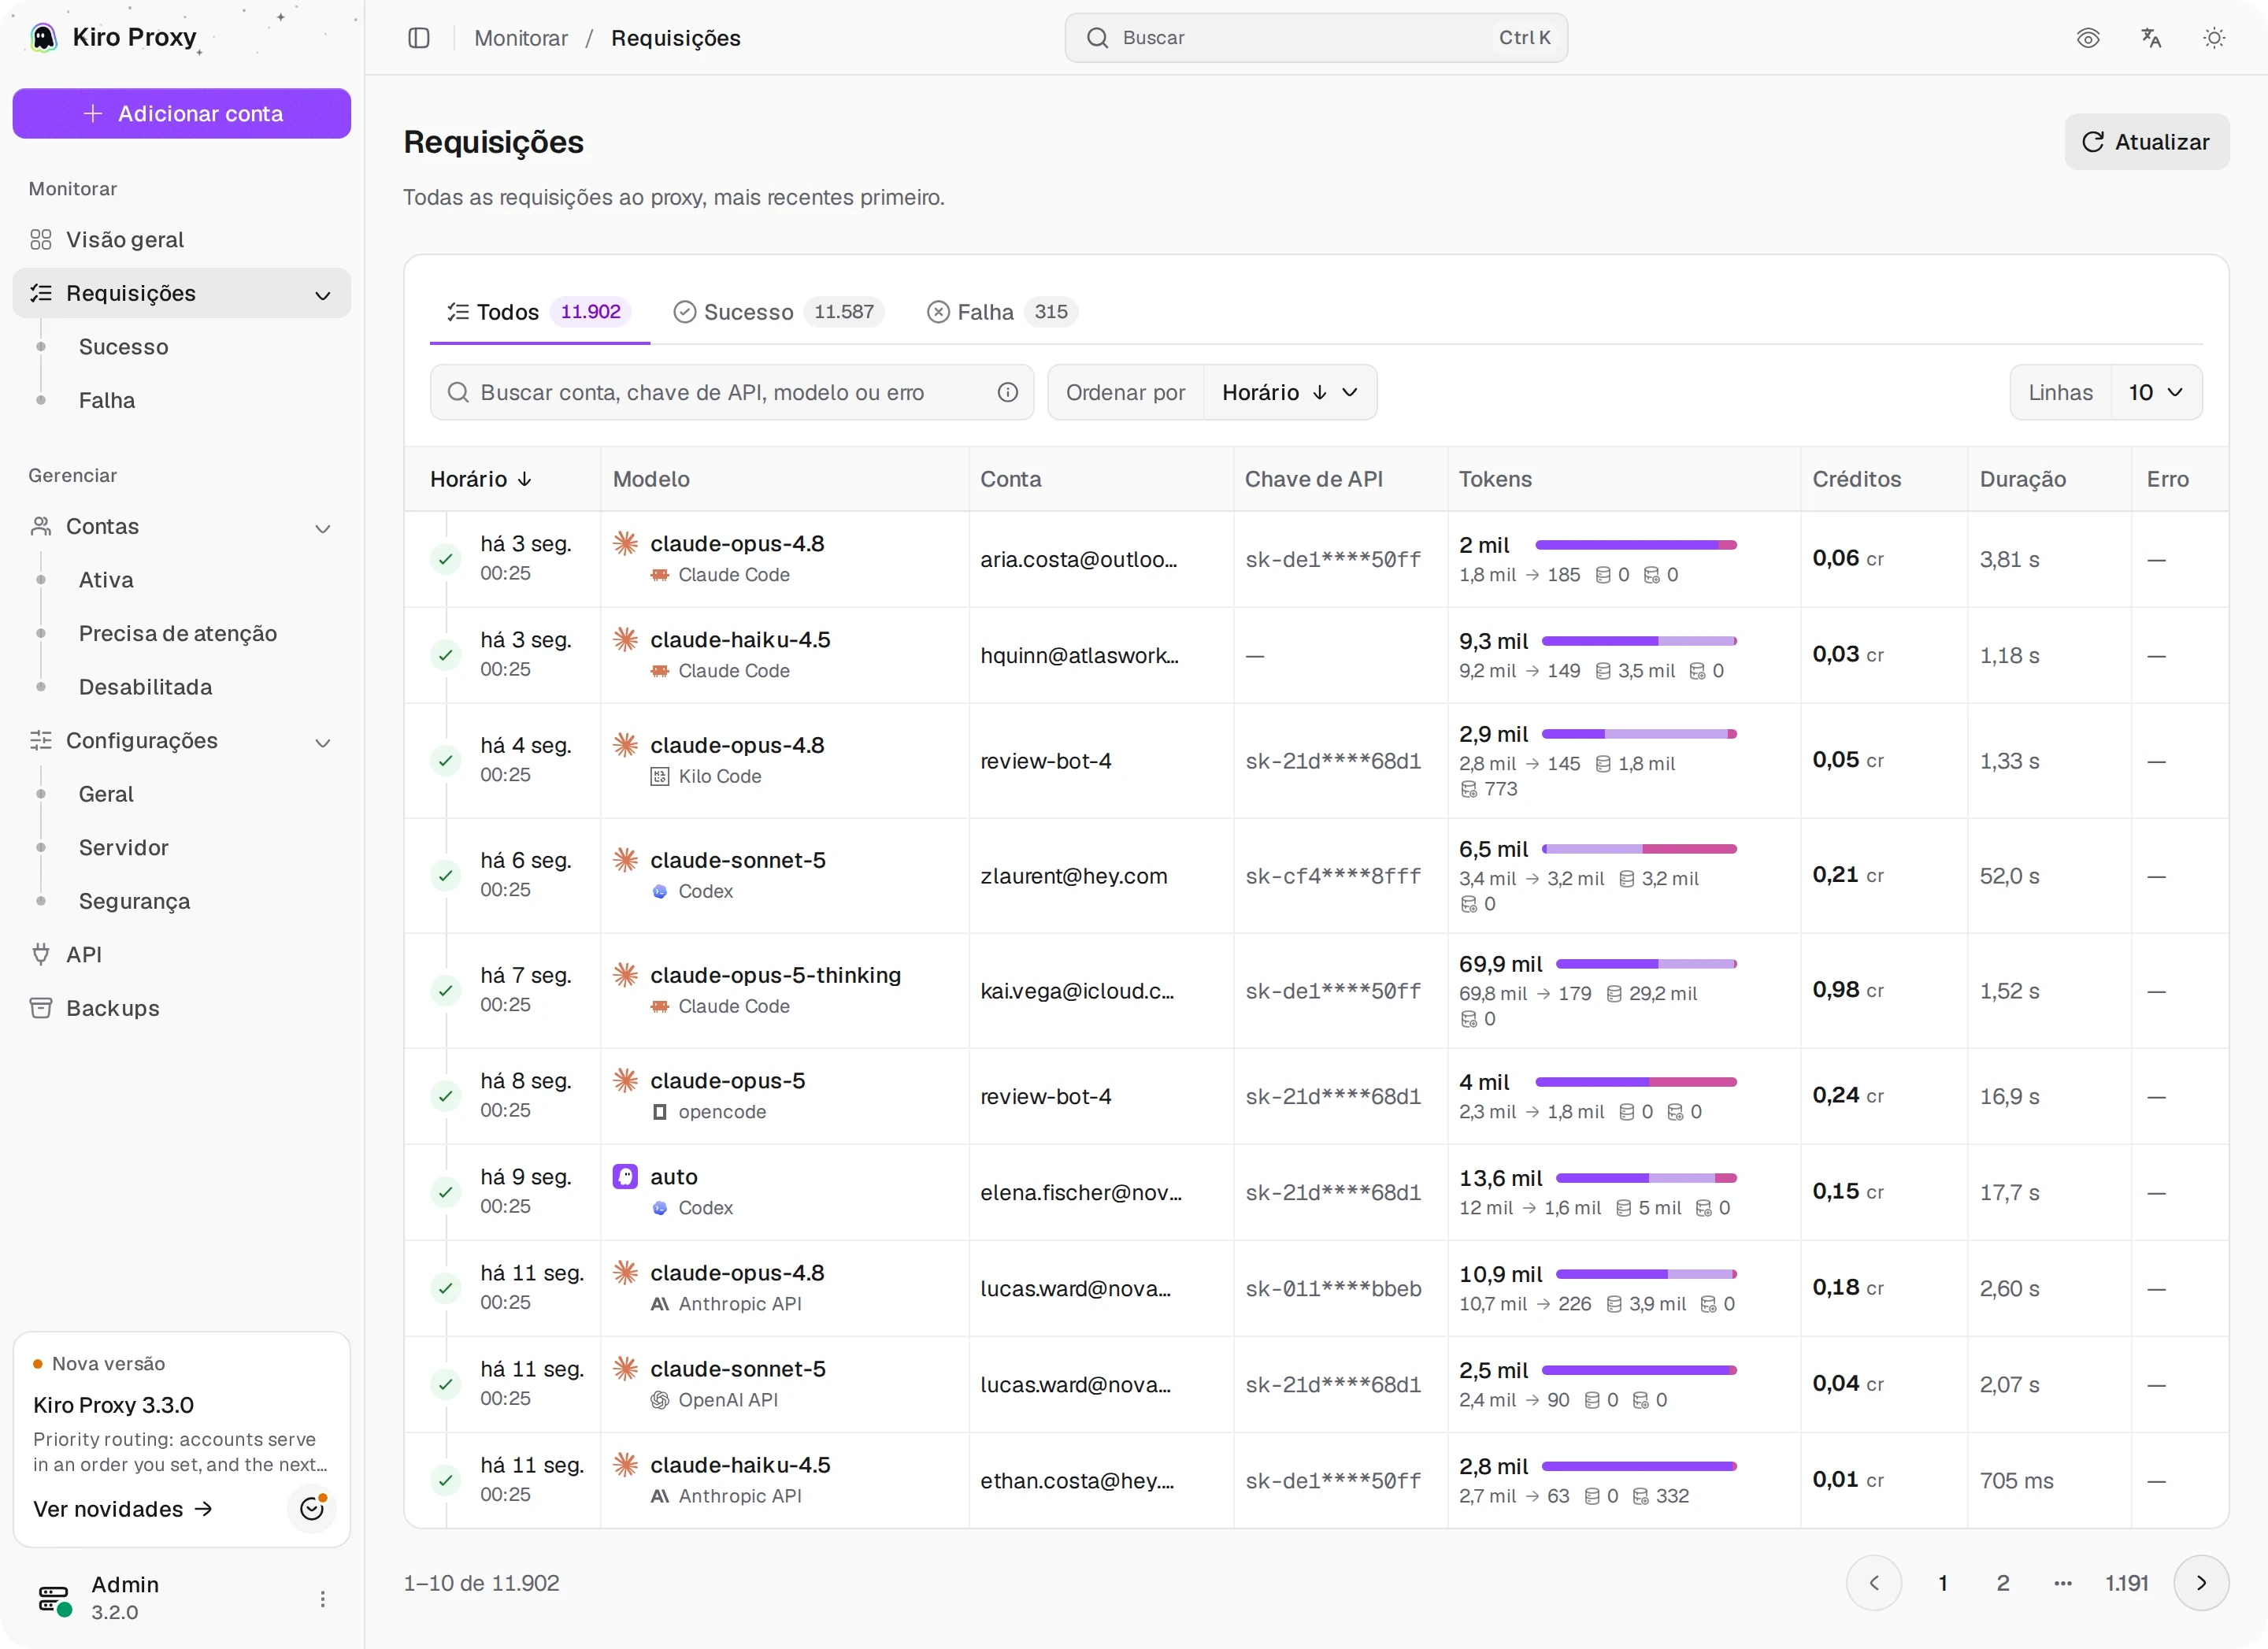 Kiro Proxy
Adicionar conta
Monitorar
Visão geral
Requisições
Sucesso
Falha
Gerenciar
Contas
Ativa
Precisa de atenção
Desabilitada
Configurações
Geral
Servidor
Segurança
API
Backups
Nova versão
Kiro Proxy 3.3.0
Priority routing: accounts serve
in an order you set, and the next...
Ver novidades →
Admin
3.2.0
Monitorar / Requisições
Buscar Ctrl K
Requisições
Atualizar
Todas as requisições ao proxy, mais recentes primeiro.
Todos 11.902 Sucesso 11.587 Falha 315
Buscar conta, chave de API, modelo ou erro
Ordenar por Horário ↓
Linhas 10
Horário ↓ Modelo Conta Chave de API Tokens Créditos Duração Erro
há 3 seg. claude-opus-4.8 aria.costa@outloo... sk-de1****50ff 2 mil 0,06 cr 3,81 s —
00:25 Claude Code 1,8 mil → 185 0 0
há 3 seg. claude-haiku-4.5 hquinn@atlaswork... — 9,3 mil 0,03 cr 1,18 s —
00:25 Claude Code 9,2 mil → 149 3,5 mil 0
há 4 seg. claude-opus-4.8 review-bot-4 sk-21d****68d1 2,9 mil 0,05 cr 1,33 s —
00:25 Kilo Code 2,8 mil → 145 1,8 mil
773
há 6 seg. claude-sonnet-5 zlaurent@hey.com sk-cf4****8fff 6,5 mil 0,21 cr 52,0 s —
00:25 Codex 3,4 mil → 3,2 mil 3,2 mil
0
há 7 seg. claude-opus-5-thinking kai.vega@icloud.c... sk-de1****50ff 69,9 mil 0,98 cr 1,52 s —
00:25 Claude Code 69,8 mil → 179 29,2 mil
0
há 8 seg. claude-opus-5 review-bot-4 sk-21d****68d1 4 mil 0,24 cr 16,9 s —
00:25 opencode 2,3 mil → 1,8 mil 0 0
há 9 seg. auto elena.fischer@nov... sk-21d****68d1 13,6 mil 0,15 cr 17,7 s —
00:25 Codex 12 mil → 1,6 mil 5 mil 0
há 11 seg. claude-opus-4.8 lucas.ward@nova... sk-011****bbeb 10,9 mil 0,18 cr 2,60 s —
00:25 Anthropic API 10,7 mil → 226 3,9 mil 0
há 11 seg. claude-sonnet-5 lucas.ward@nova... sk-21d****68d1 2,5 mil 0,04 cr 2,07 s —
00:25 OpenAI API 2,4 mil → 90 0 0
há 11 seg. claude-haiku-4.5 ethan.costa@hey.... sk-de1****50ff 2,8 mil 0,01 cr 705 ms —
00:25 Anthropic API 2,7 mil → 63 0 332
1–10 de 11.902
1 2 ... 1.191